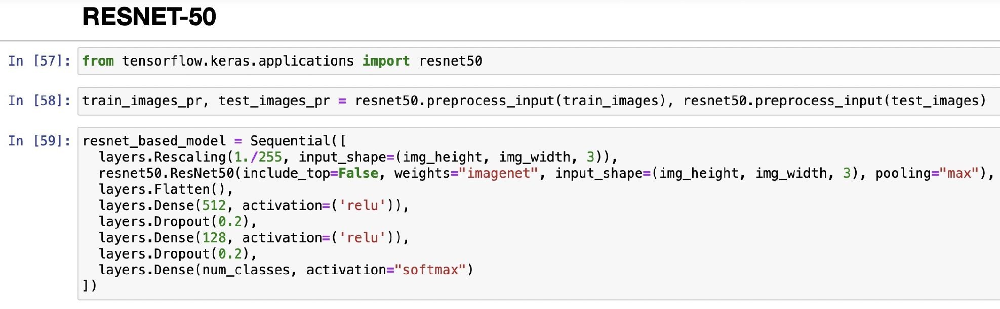 RESNET-50
In [57]: from tensorflow.keras.applications import resnet50
In [58]: train_images_pr, test_images_pr = resnet50.preprocess_input(train_images), resnet50.preprocess_input(test_images)
In [59]: resnet_based_model = Sequential([
  layers.Rescaling(1./255, input_shape=(img_height, img_width, 3)),
  resnet50.ResNet50(include_top=False, weights="imagenet", input_shape=(img_height, img_width, 3), pooling="max"),
  layers.Flatten(),
  layers.Dense(512, activation=('relu')),
  layers.Dropout(0.2),
  layers.Dense(128, activation=('relu')),
  layers.Dropout(0.2),
  layers.Dense(num_classes, activation="softmax")
])